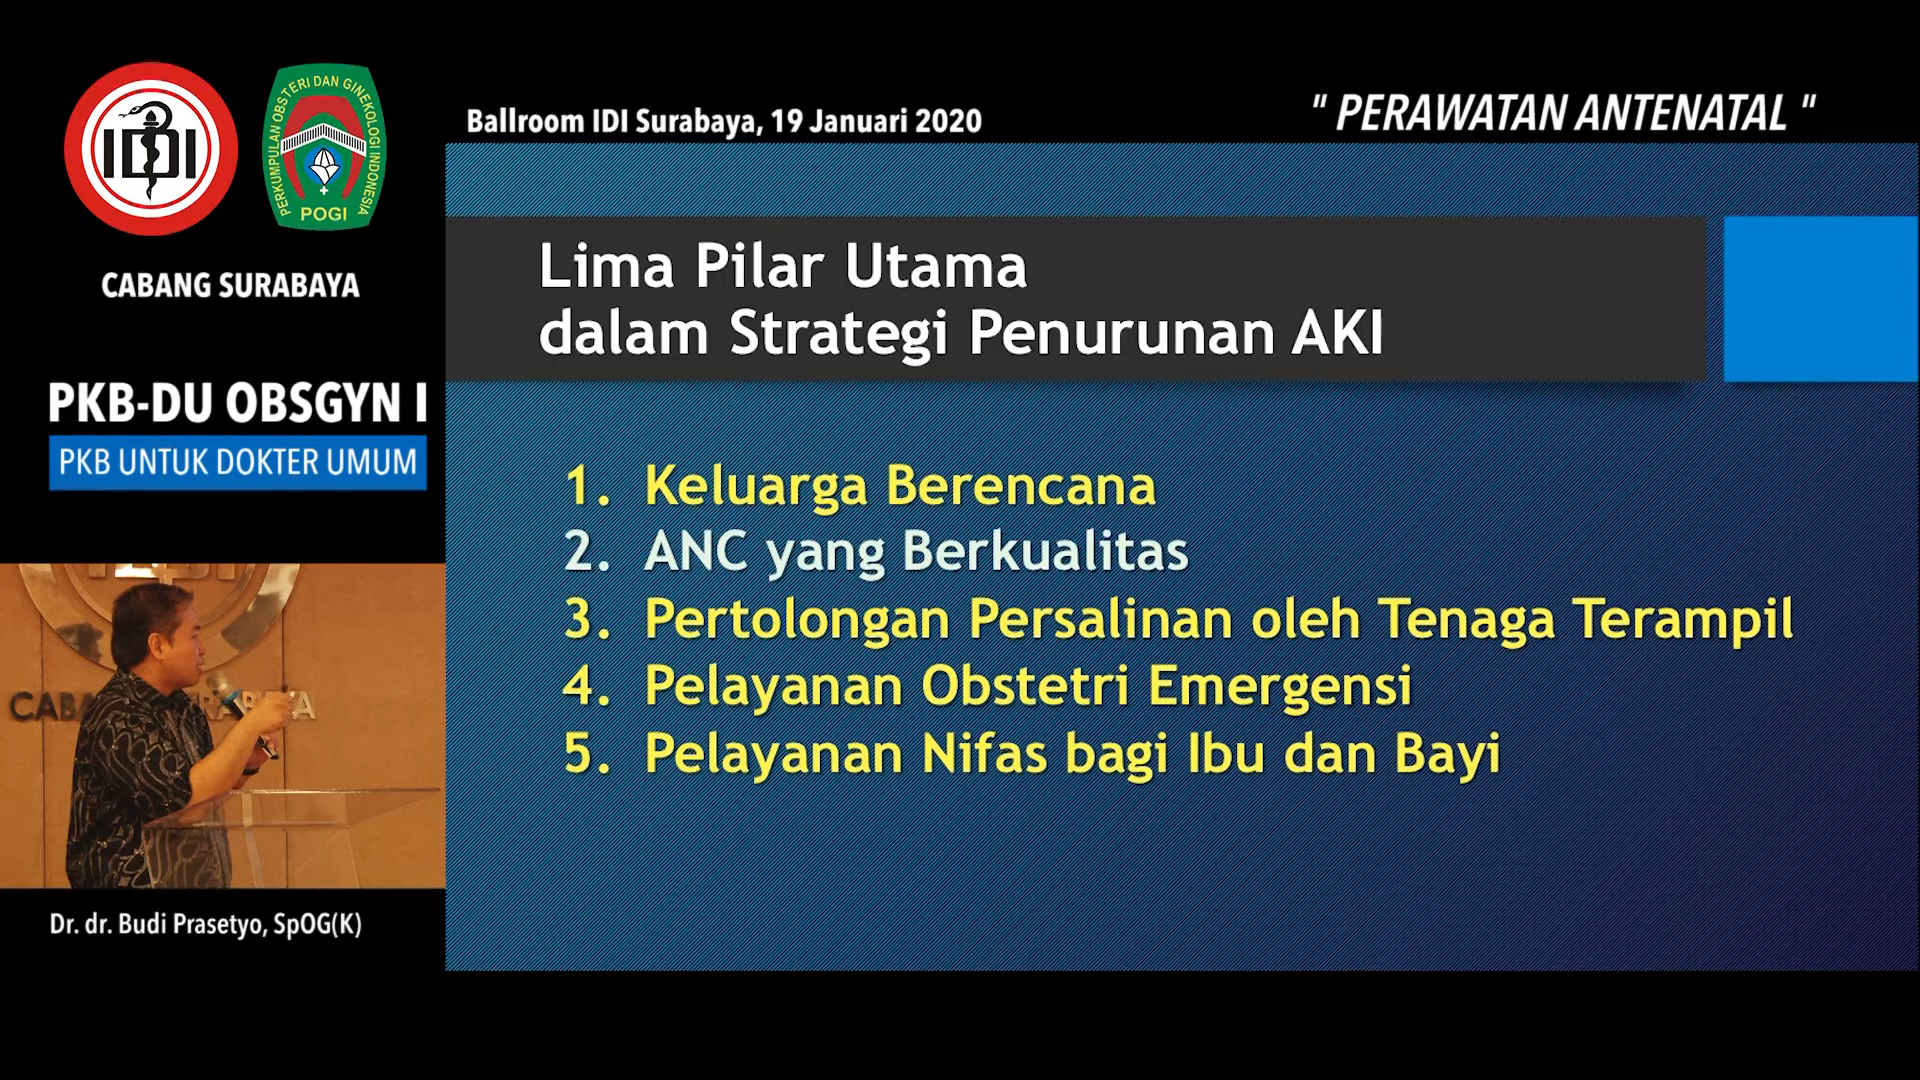 IDI
PERKUMPULAN OBSTERI DAN GINEKOLOGI INDONESIA
POGI
CABANG SURABAYA
Ballroom IDI Surabaya, 19 Januari 2020
" PERAWATAN ANTENATAL "
PKB-DU OBSGYN I
PKB UNTUK DOKTER UMUM
Lima Pilar Utama
dalam Strategi Penurunan AKI
1. Keluarga Berencana
2. ANC yang Berkualitas
3. Pertolongan Persalinan oleh Tenaga Terampil
4. Pelayanan Obstetri Emergensi
5. Pelayanan Nifas bagi Ibu dan Bayi
Dr. dr. Budi Prasetyo, SpOG(K)